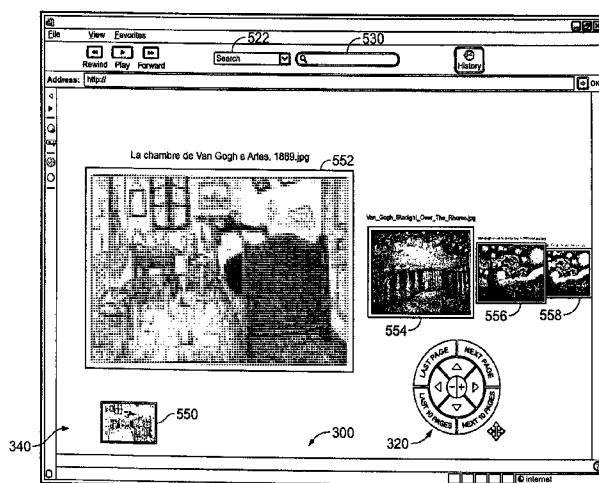 File View Favorites
522
530
Rewind Play Forward
Search
History
Address: http://
OK
La chambre de Van Gogh a Arles, 1889.jpg
552
Van_Gogh_Starlight_Over_The_Rhone.jpg
554
556
558
LAST PAGE
NEXT PAGE
LAST 10 PAGES
NEXT 10 PAGES
550
340
300
320
internet